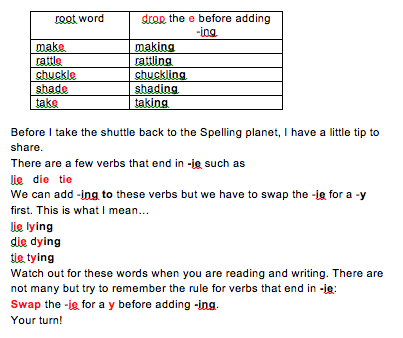 root word drop the e before adding
-ing
make making
rattle rattling
chuckle chuckling
shade shading
take taking
Before I take the shuttle back to the Spelling planet, I have a little tip to
share.
There are a few verbs that end in -ie such as
lie die tie
We can add -ing to these verbs but we have to swap the -ie for a -y
first. This is what I mean…
lie lying
die dying
tie tying
Watch out for these words when you are reading and writing. There are
not many but try to remember the rule for verbs that end in -ie:
Swap the -ie for a y before adding -ing.
Your turn!